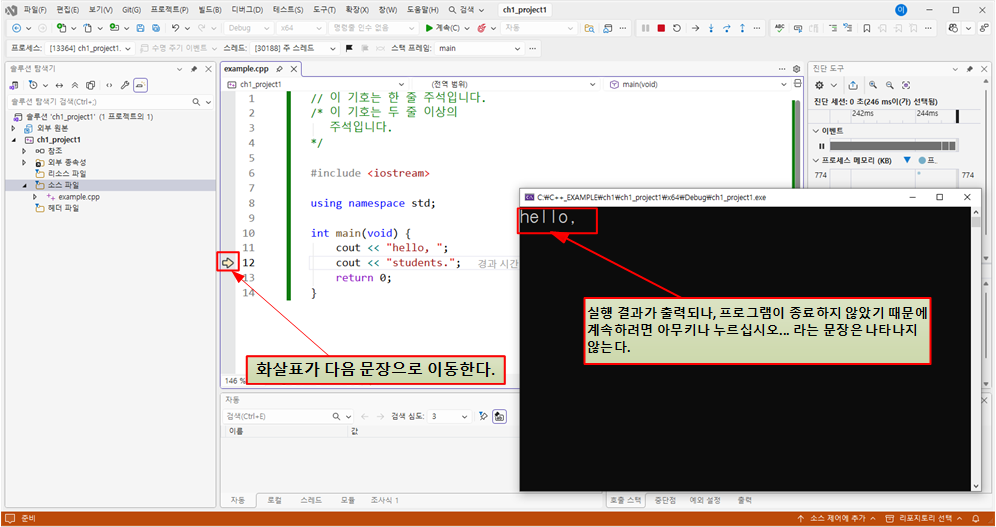 파일(F) 편집(E) 보기(V) Git(G) 프로젝트(P) 빌드(B) 디버그(D) 테스트(S) 도구(T) 확장(X) 창(W) 도움말(H) 검색 ch1_project1 이
Debug x64 명령줄 인수 없음 계속(C) 자동
프로세스: [13364] ch1_project1. 수명 주기 이벤트 스레드: [30188] 주 스레드 스택 프레임: main
솔루션 탐색기
솔루션 탐색기 검색(Ctrl+;)
솔루션 'ch1_project1' (1 프로젝트의 1)
외부 원본
ch1_project1
참조
외부 종속성
리소스 파일
소스 파일
example.cpp
헤더 파일
example.cpp
ch1_project1 (전역 범위) main(void)
1 // 이 기호는 한 줄 주석입니다.
2 /* 이 기호는 두 줄 이상의
3 주석입니다.
4 */
5
6 #include <iostream>
7
8 using namespace std;
9
10 int main(void) {
11 cout << "hello, ";
12 cout << "students."; 경과 시간
13 return 0;
14 }
146 %
화살표가 다음 문장으로 이동한다.
진단 도구
진단 세션: 0 초(246 ms이(가) 선택됨)
242ms 244ms
이벤트
프로세스 메모리 (KB) 프..
774 774
C:\C++_EXAMPLE\ch1\ch1_project1\x64\Debug\ch1_project1.exe
hello,
실행 결과가 출력되나, 프로그램이 종료하지 않았기 때문에
계속하려면 아무키나 누르십시오... 라는 문장은 나타나지
않는다.
자동
검색(Ctrl+E) 검색 심도: 3
이름 값
자동 로컬 스레드 모듈 조사식 1
호출 스택 중단점 예외 설정 출력
준비 소스 제어에 추가 리포지토리 선택